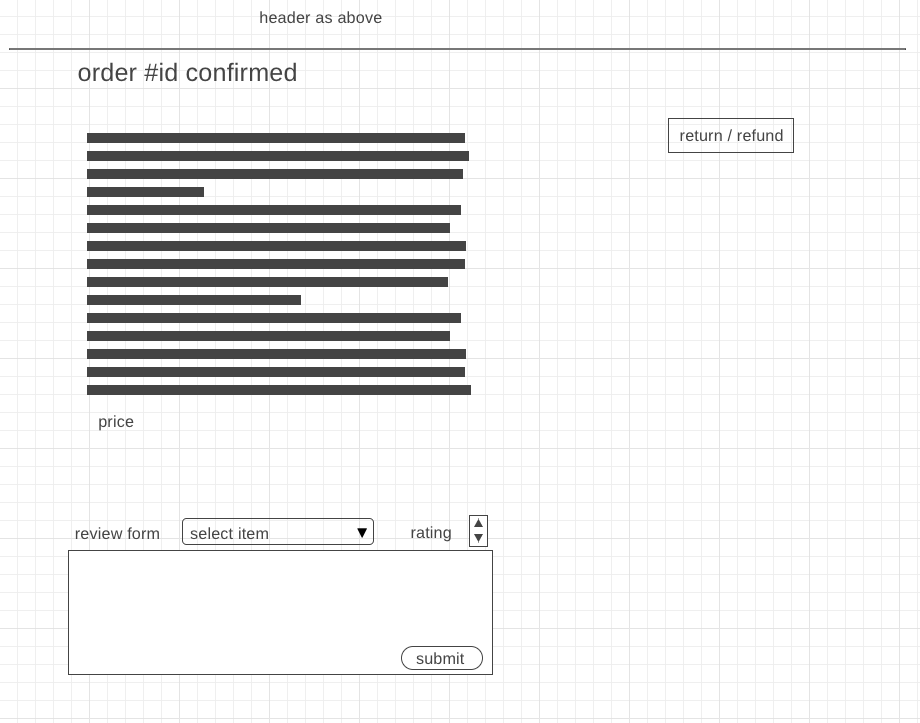 header as above
order #id confirmed
return / refund
price
review form
select item
rating
submit